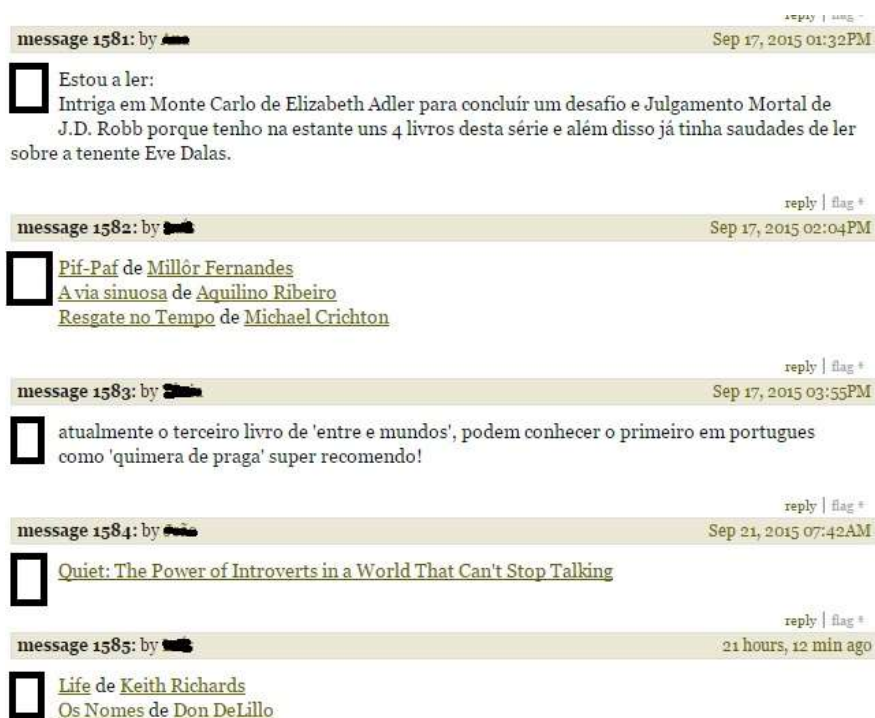 reply | flag *
message 1581: by
Sep 17, 2015 01:32PM
Estou a ler:
Intriga em Monte Carlo de Elizabeth Adler para concluír um desafio e Julgamento Mortal de
J.D. Robb porque tenho na estante uns 4 livros desta série e além disso já tinha saudades de ler
sobre a tenente Eve Dalas.
reply | flag *
message 1582: by
Sep 17, 2015 02:04PM
Pif-Paf de Millôr Fernandes
A via sinuosa de Aquilino Ribeiro
Resgate no Tempo de Michael Crichton
reply | flag *
message 1583: by
Sep 17, 2015 03:55PM
atualmente o terceiro livro de 'entre e mundos', podem conhecer o primeiro em portugues
como 'quimera de praga' super recomendo!
reply | flag *
message 1584: by
Sep 21, 2015 07:42AM
Quiet: The Power of Introverts in a World That Can't Stop Talking
reply | flag *
message 1585: by
21 hours, 12 min ago
Life de Keith Richards
Os Nomes de Don DeLillo